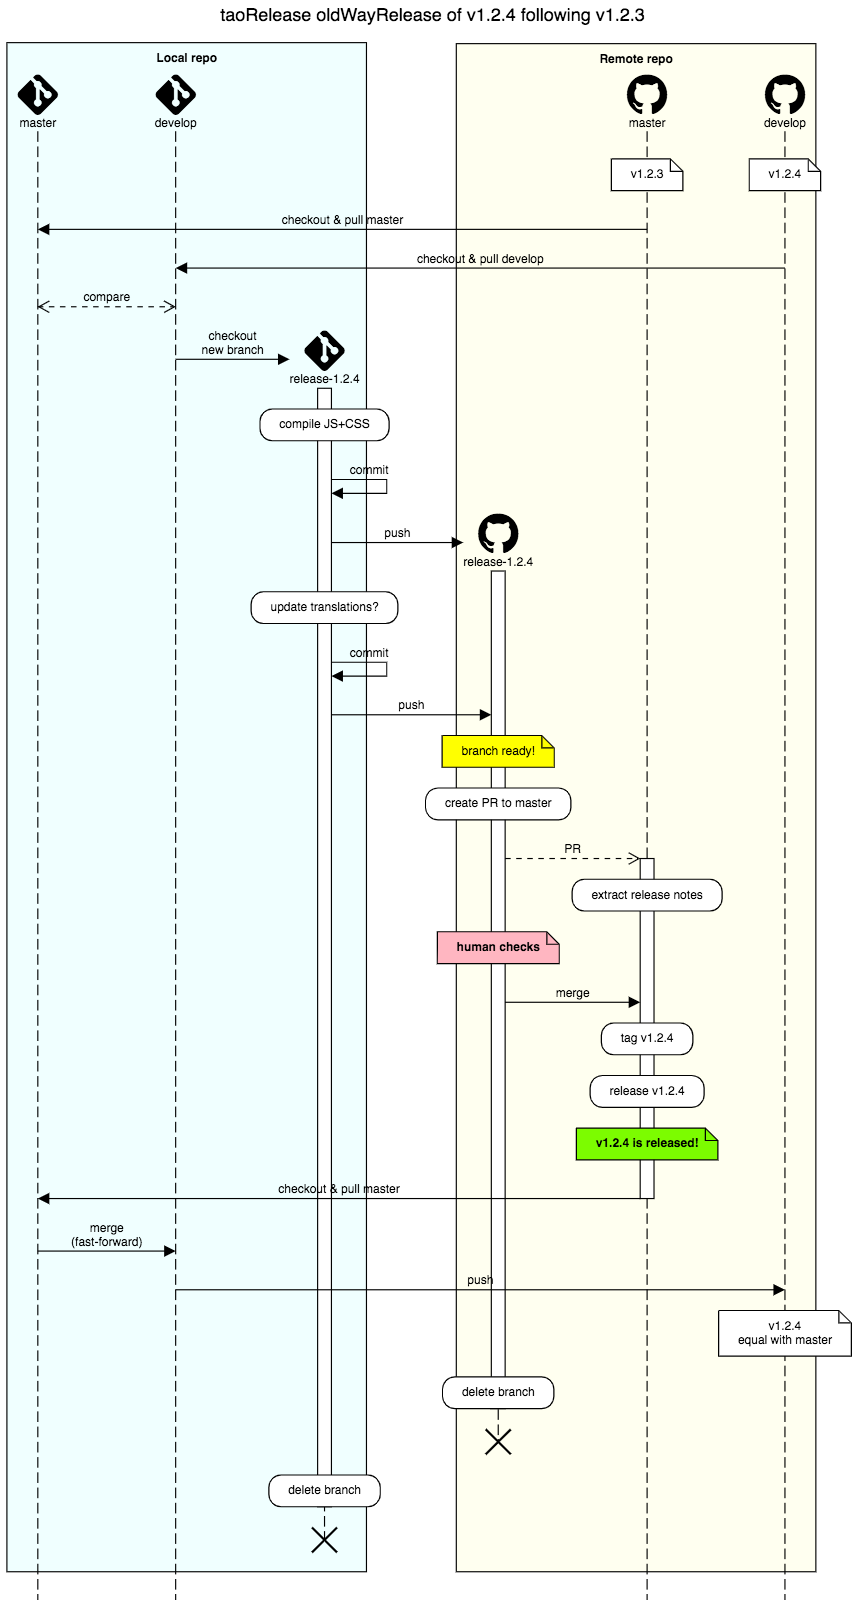 taoRelease oldWayRelease of v1.2.4 following v1.2.3
Local repo
Remote repo
master
develop
master
develop
v1.2.3
v1.2.4
checkout & pull master
checkout & pull develop
compare
checkout
new branch
release-1.2.4
compile JS+CSS
commit
push
release-1.2.4
update translations?
commit
push
branch ready!
create PR to master
PR
extract release notes
human checks
merge
tag v1.2.4
release v1.2.4
v1.2.4 is released!
checkout & pull master
merge
(fast-forward)
push
v1.2.4
equal with master
delete branch
delete branch